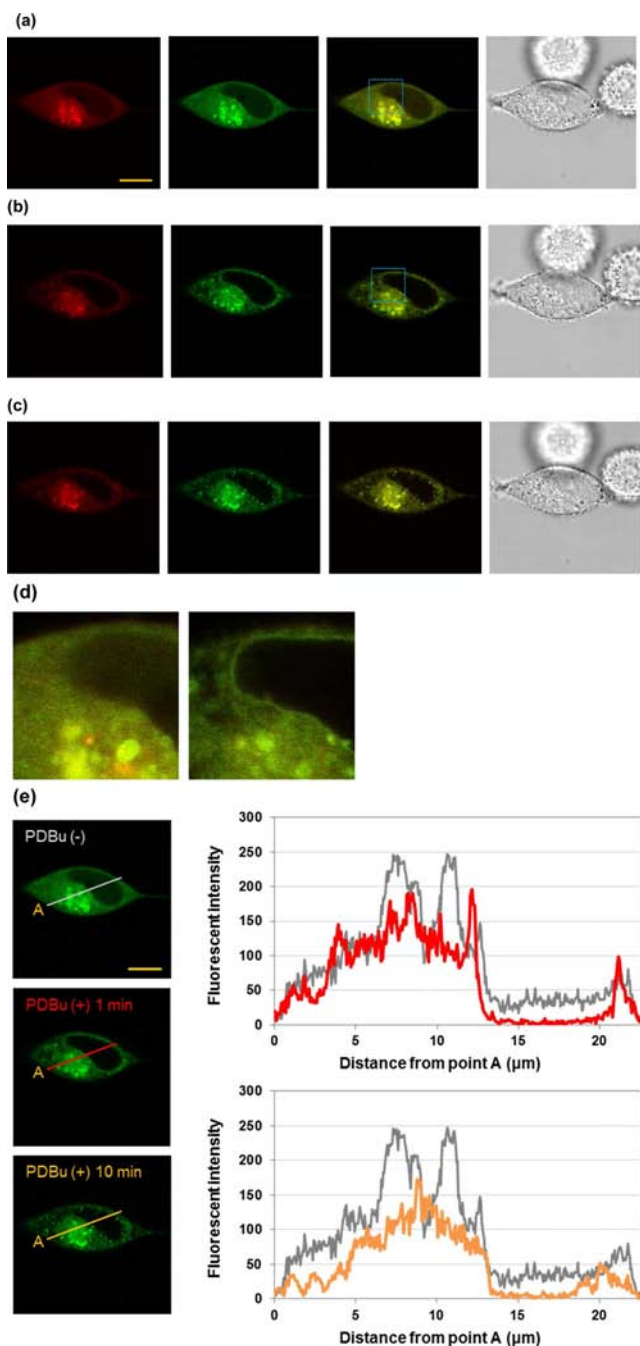 (a)
(b)
(c)
(d)
(e)
PDBu (-)
A
PDBu (+) 1 min
A
PDBu (+) 10 min
A
300
250
200
150
100
50
0
Fluorescent intensity
0
5
10
15
20
Distance from point A (µm)
300
250
200
150
100
50
0
Fluorescent intensity
0
5
10
15
20
Distance from point A (µm)